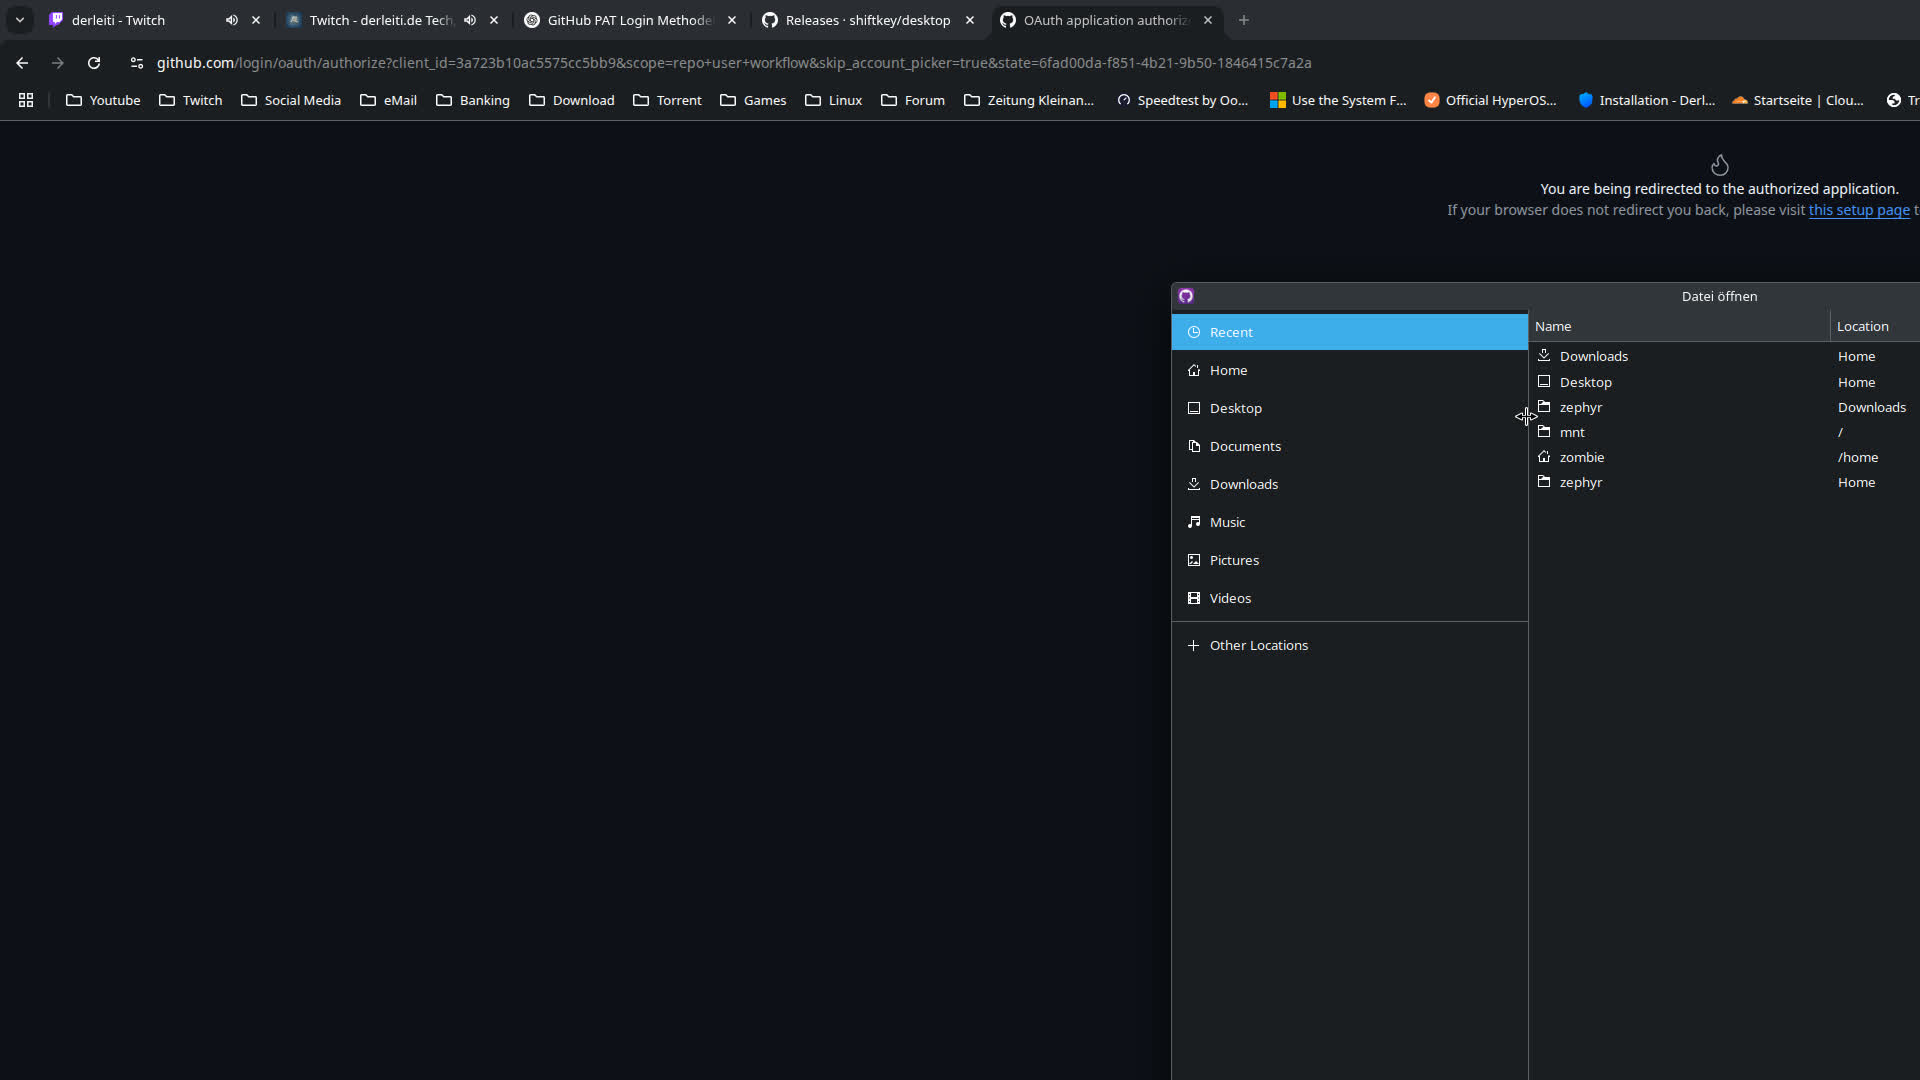 derleiti - Twitch
Twitch - derleiti.de Tech
GitHub PAT Login Methode
Releases · shiftkey/desktop
OAuth application authoriz
github.com/login/oauth/authorize?client_id=3a723b10ac5575cc5bb9&scope=repo+user+workflow&skip_account_picker=true&state=6fad00da-f851-4b21-9b50-1846415c7a2a
Youtube
Twitch
Social Media
eMail
Banking
Download
Torrent
Games
Linux
Forum
Zeitung Kleinan...
Speedtest by Oo...
Use the System F...
Official HyperOS...
Installation - Derl...
Startseite | Clou...
Tr
You are being redirected to the authorized application.
If your browser does not redirect you back, please visit this setup page t
Datei öffnen
Recent
Home
Desktop
Documents
Downloads
Music
Pictures
Videos
Other Locations
Name Location
Downloads Home
Desktop Home
zephyr Downloads
mnt /
zombie /home
zephyr Home